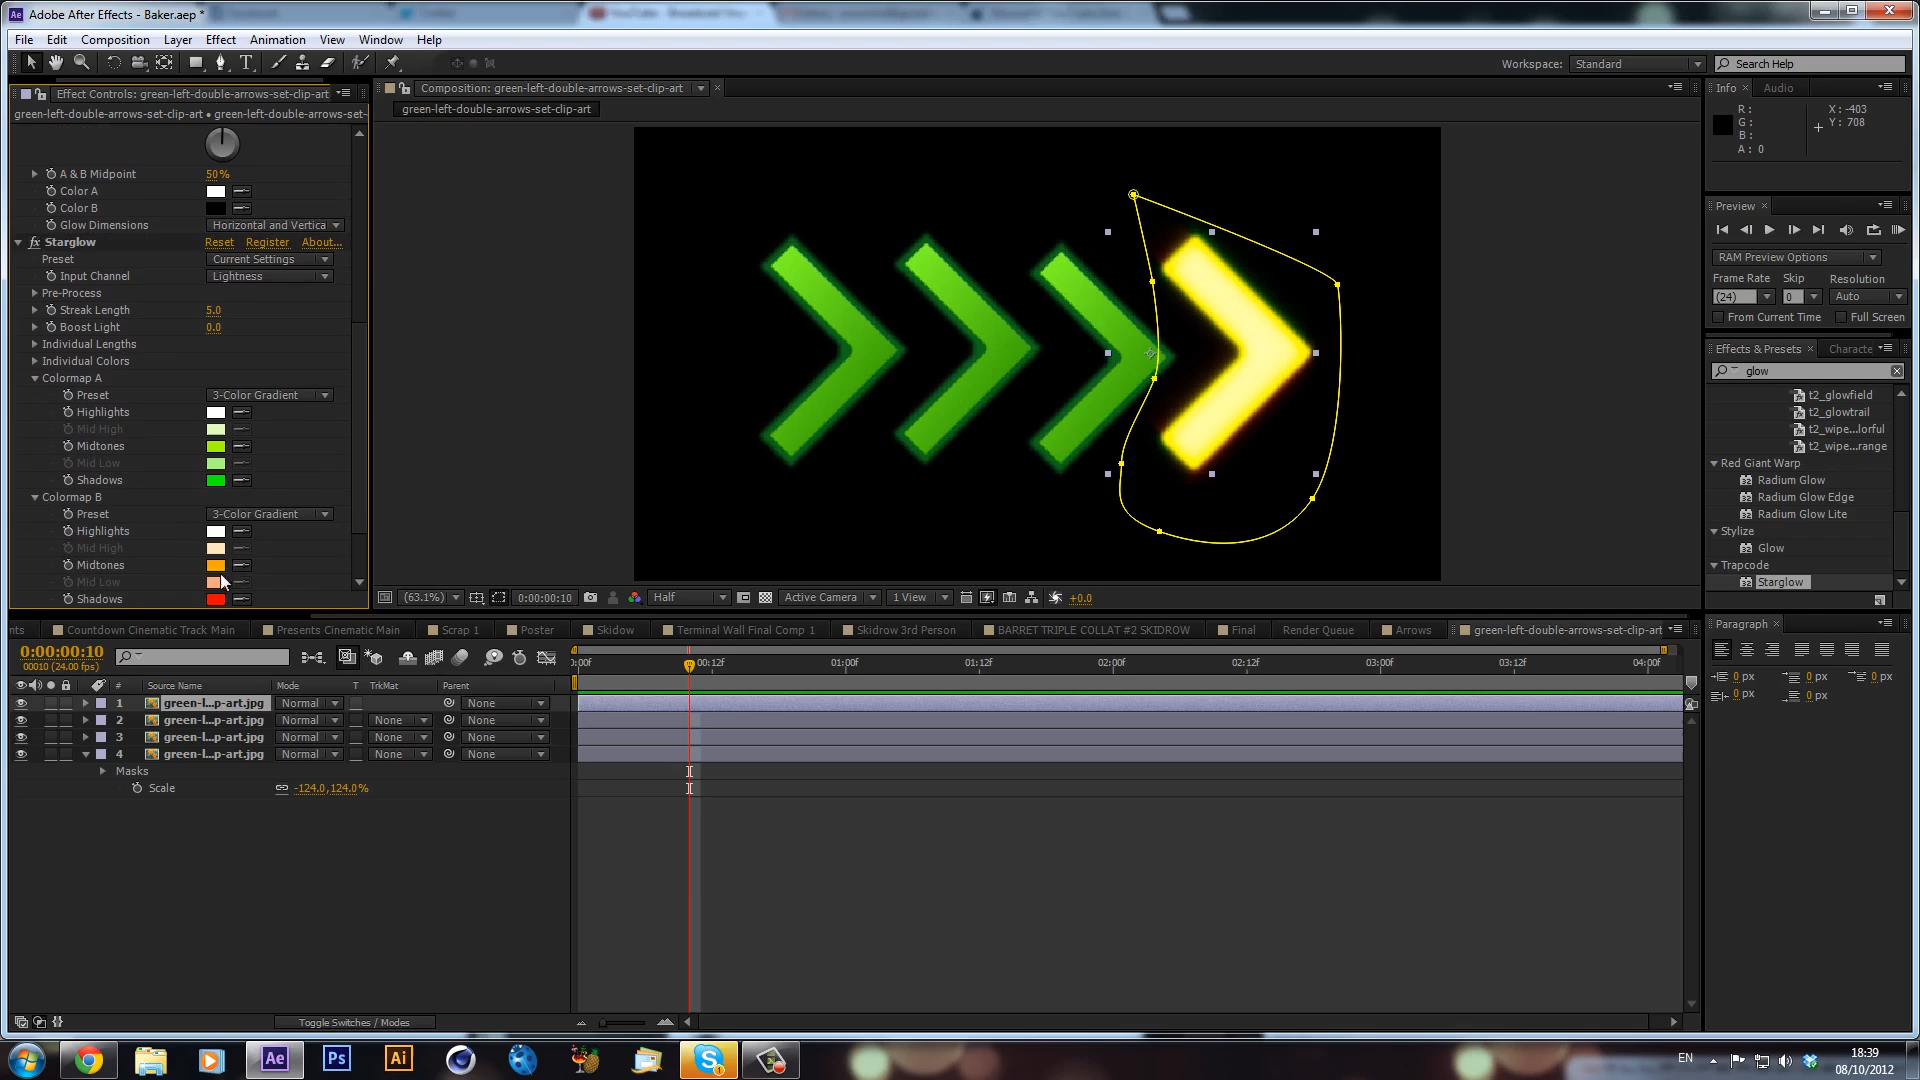 Adobe After Effects - Baker.aep *
File Edit Composition Layer Effect Animation View Window Help
Workspace: Standard Search Help
Effect Controls: green-left-double-arrows-set-clip-art
green-left-double-arrows-set-clip-art • green-left-double-arrows-set-
A & B Midpoint 50%
Color A
Color B
Glow Dimensions Horizontal and Vertica
fx Starglow Reset Register About...
Preset Current Settings
Input Channel Lightness
Pre-Process
Streak Length 5.0
Boost Light 0.0
Individual Lengths
Individual Colors
Colormap A
Preset 3-Color Gradient
Highlights
Mid High
Midtones
Mid Low
Shadows
Colormap B
Preset 3-Color Gradient
Highlights
Mid High
Midtones
Mid Low
Shadows
Composition: green-left-double-arrows-set-clip-art
green-left-double-arrows-set-clip-art
(63.1%) 0:00:00:10 Half Active Camera 1 View +0.0
Info Audio
R: X: -403
G: Y: 708
B:
A: 0
Preview
RAM Preview Options
Frame Rate Skip Resolution
(24) 0 Auto
From Current Time Full Screen
Effects & Presets Characte
glow
t2_glowfield
t2_glowtrail
t2_wipe...lorful
t2_wipe...range
Red Giant Warp
Radium Glow
Radium Glow Edge
Radium Glow Lite
Stylize
Glow
Trapcode
Starglow
nts Countdown Cinematic Track Main Presents Cinematic Main Scrap 1 Poster Skidow Terminal Wall Final Comp 1 Skidrow 3rd Person BARRET TRIPLE COLLAT #2 SKIDROW Final Render Queue Arrows green-left-double-arrows-set-clip-art
0:00:00:10
00010 (24.00 fps)
0:00f 00:12f 01:00f 01:12f 02:00f 02:12f 03:00f 03:12f 04:00f
# Source Name Mode T TrkMat Parent
1 green-l...p-art.jpg Normal None
2 green-l...p-art.jpg Normal None None
3 green-l...p-art.jpg Normal None None
4 green-l...p-art.jpg Normal None None
Masks
Scale -124.0,124.0%
Toggle Switches / Modes
Paragraph
0 px 0 px 0 px
0 px 0 px
Ae Ps Ai
EN 18:39
08/10/2012